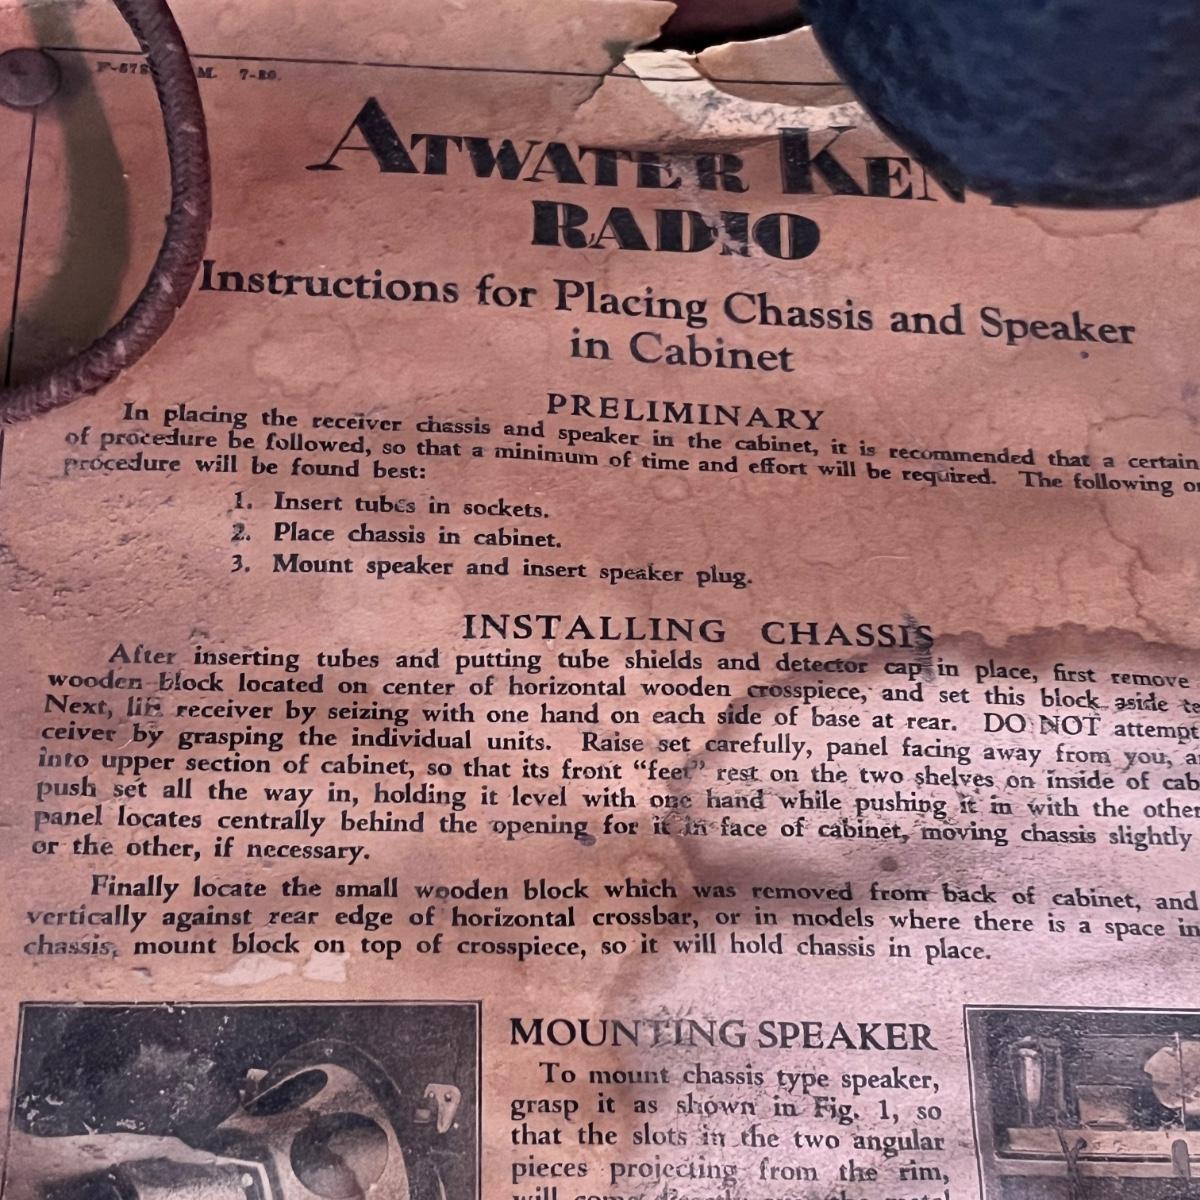 M. 7-30.
ATWATER KEN
RADIO
Instructions for Placing Chassis and Speaker
in Cabinet
PRELIMINARY
In placing the receiver chassis and speaker in the cabinet, it is recommended that a certain
of procedure be followed, so that a minimum of time and effort will be required. The following
procedure will be found best:
1. Insert tubes in sockets.
2. Place chassis in cabinet.
3. Mount speaker and insert speaker plug.
INSTALLING CHASSIS
After inserting tubes and putting tube shields and detector cap in place, first remove
wooden block located on center of horizontal wooden crosspiece, and set this block aside
Next, lift receiver by seizing with one hand on each side of base at rear. DO NOT attempt
ceiver by grasping the individual units. Raise set carefully, panel facing away from you,
into upper section of cabinet, so that its front "feet" rest on the two shelves on inside of cab
push set all the way in, holding it level with one hand while pushing it in with the other
panel locates centrally behind the opening for it in face of cabinet, moving chassis slightly
or the other, if necessary.
Finally locate the small wooden block which was removed from back of cabinet, and
vertically against rear edge of horizontal crossbar, or in models where there is a space in
chassis, mount block on top of crosspiece, so it will hold chassis in place.
MOUNTING SPEAKER
To mount chassis type speaker,
grasp it as shown in Fig. 1, so
that the slots in the two angular
pieces projecting from the rim,
will